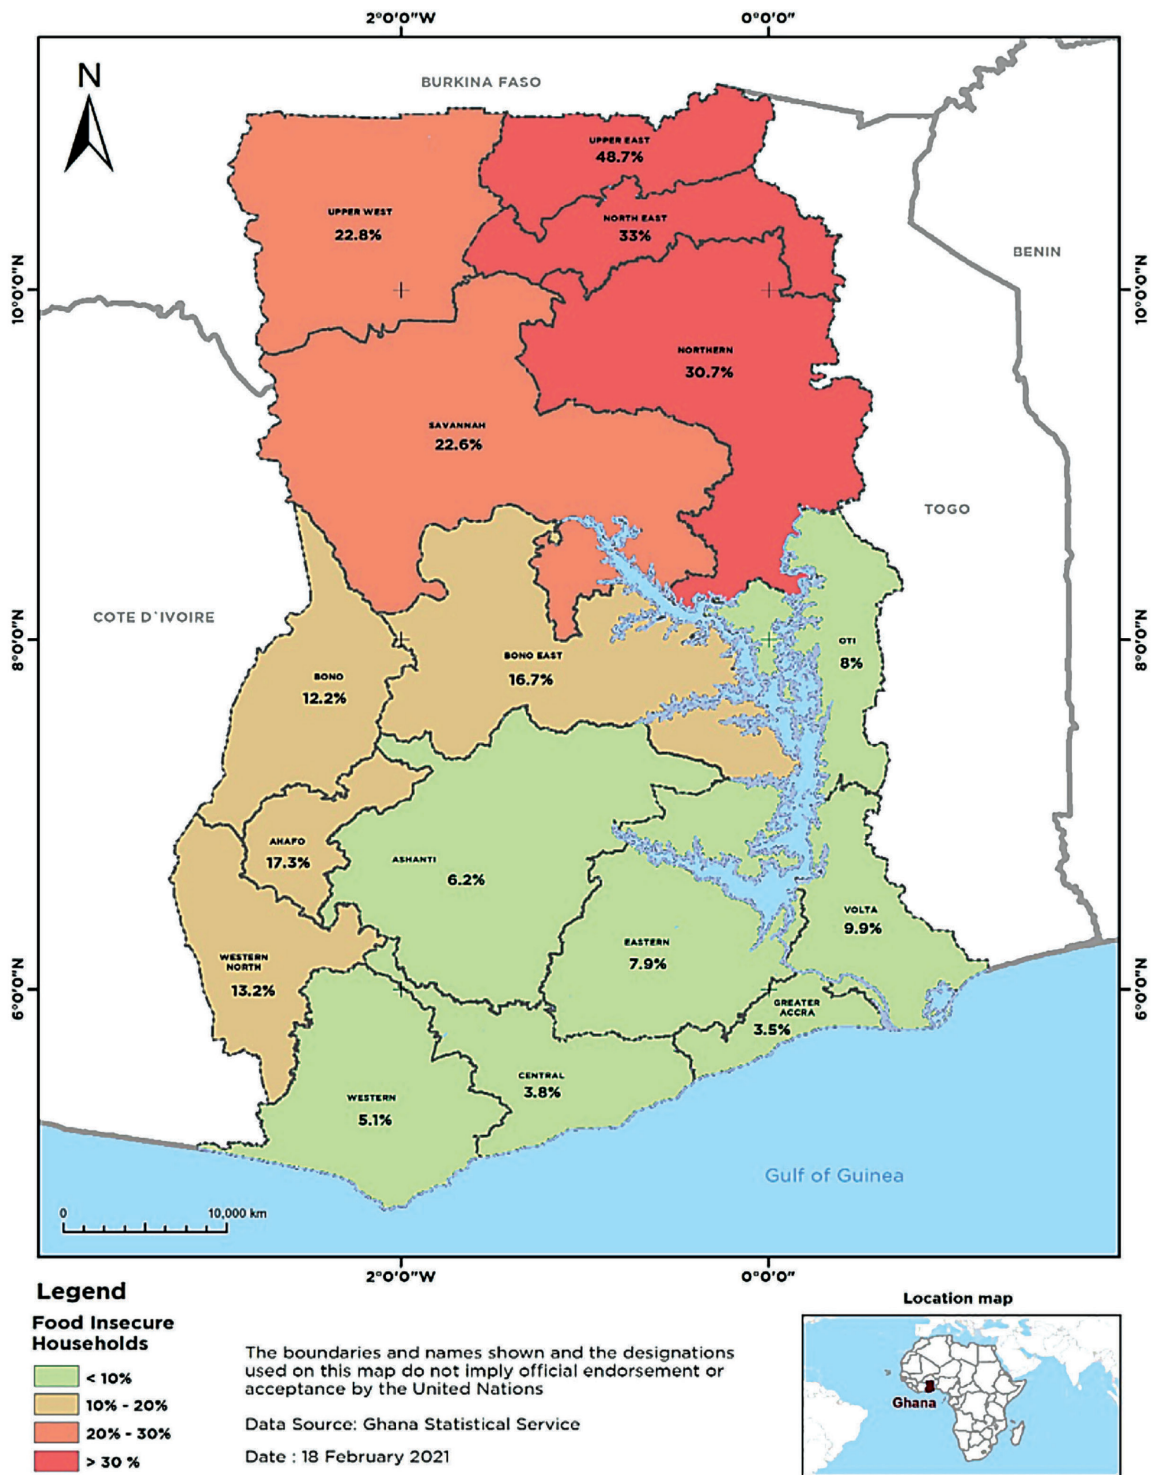 2°0'0"W
0°0'0"
N
BURKINA FASO
UPPER EAST
48.7%
UPPER WEST
22.8%
NORTH EAST
33%
BENIN
10°0'0"N
10°0'0"N
NORTHERN
30.7%
SAVANNAH
22.6%
TOGO
COTE D`IVOIRE
8°0'0"N
8°0'0"N
OTI
8%
BONO EAST
16.7%
BONO
12.2%
AHAFO
17.3%
ASHANTI
6.2%
VOLTA
9.9%
EASTERN
7.9%
WESTERN
NORTH
13.2%
6°0'0"N
6°0'0"N
GREATER
ACCRA
3.5%
CENTRAL
3.8%
WESTERN
5.1%
Gulf of Guinea
0
10,000 km
2°0'0"W
0°0'0"
Legend
Food Insecure
Households
< 10%
10% - 20%
20% - 30%
> 30 %
The boundaries and names shown and the designations
used on this map do not imply official endorsement or
acceptance by the United Nations
Data Source: Ghana Statistical Service
Date : 18 February 2021
Location map
Ghana